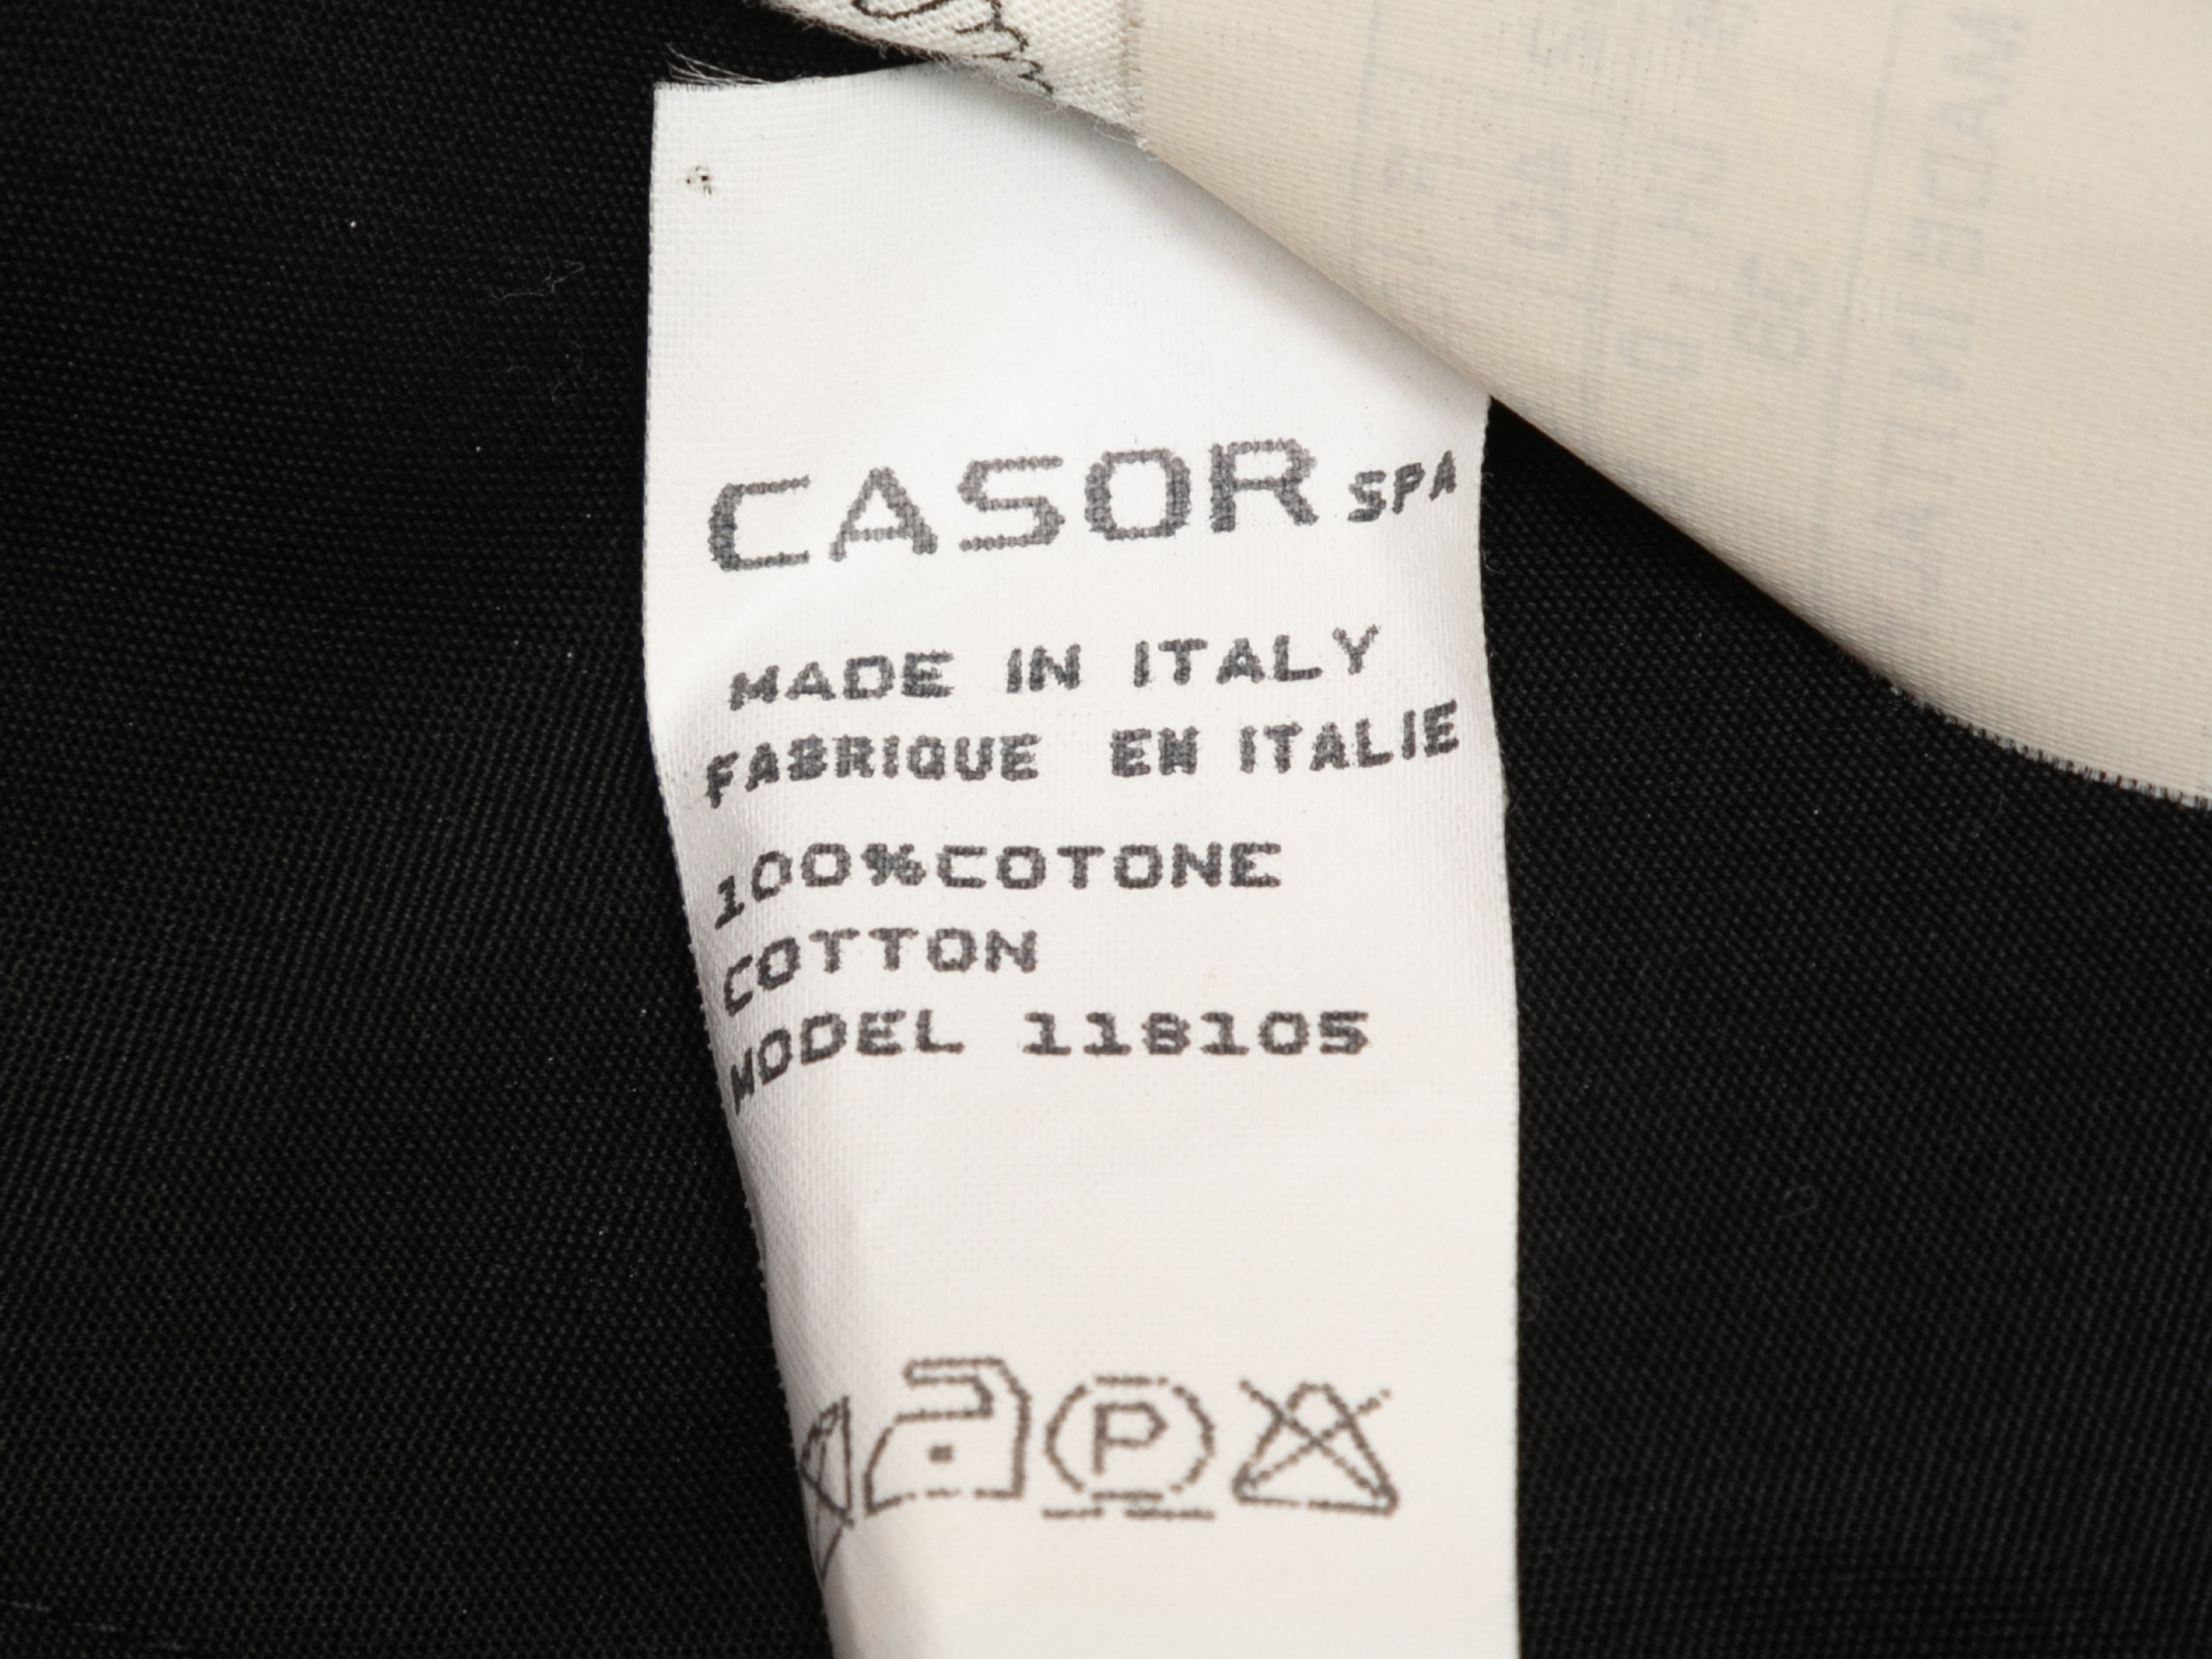 CASOR SPA
MADE IN ITALY
FABRIQUE EN ITALIE
100%COTONE
COTTON
MODEL 118105
P